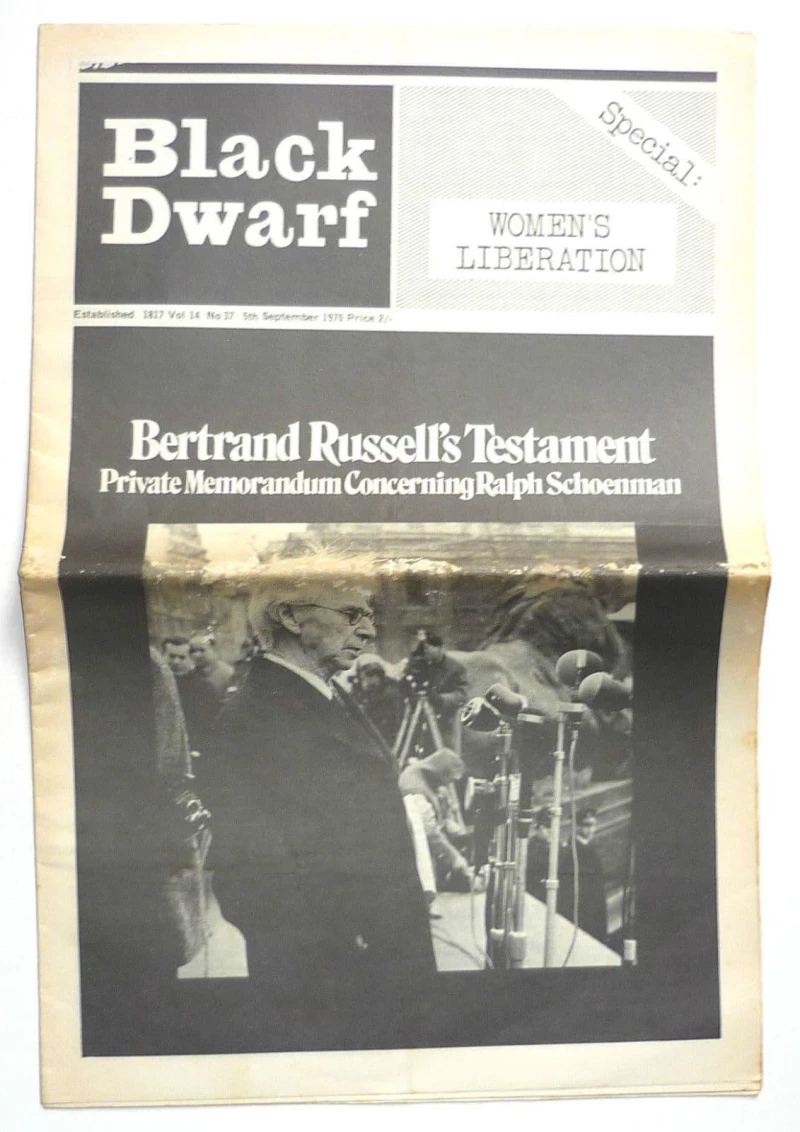 Black
Dwarf
Special:
WOMEN'S
LIBERATION
Established 1817 Vol 14 No 37 5th September 1970 Price 2/-
Bertrand Russell's Testament
Private Memorandum Concerning Ralph Schoenman